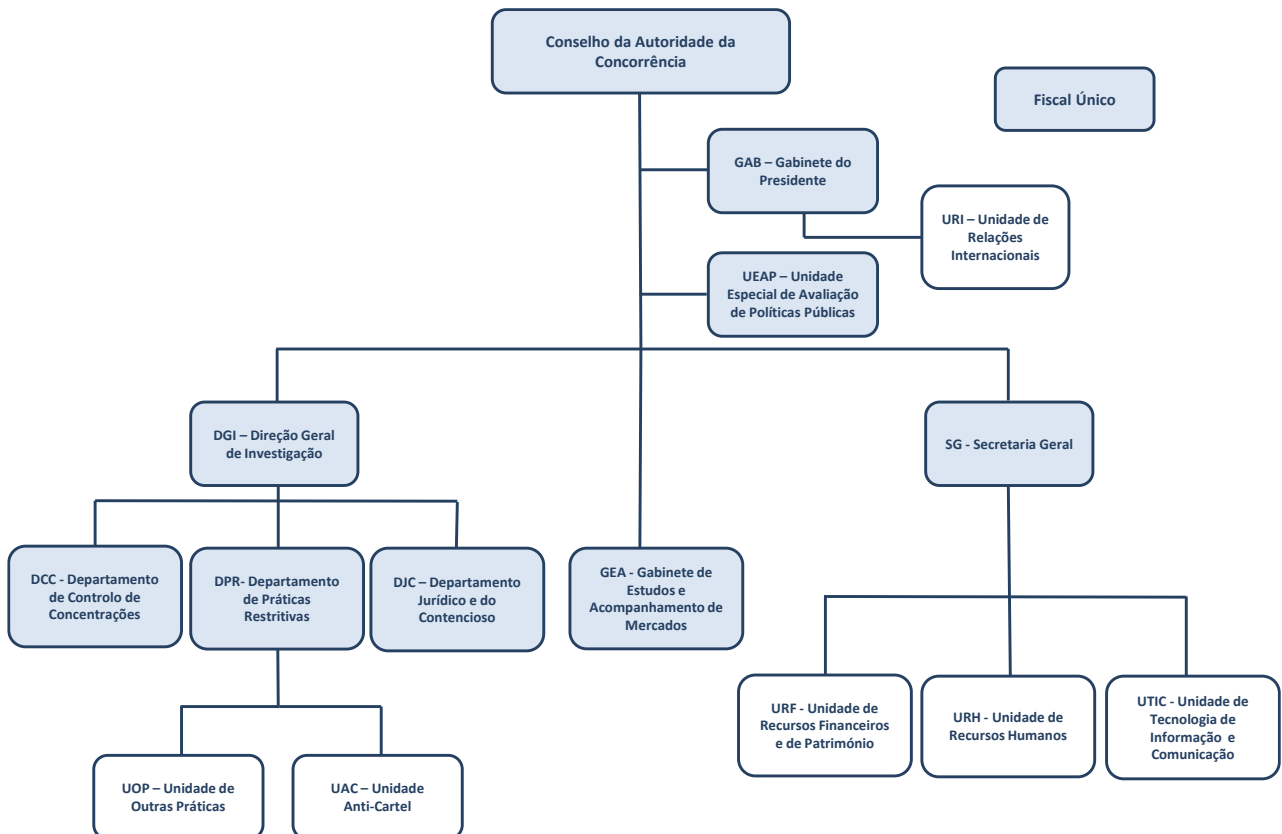 Conselho da Autoridade da
Concorrência
Fiscal Único
GAB – Gabinete do
Presidente
URI – Unidade de
Relações
Internacionais
UEAP – Unidade
Especial de Avaliação
de Políticas Públicas
DGI – Direção Geral
de Investigação
SG - Secretaria Geral
DCC - Departamento
de Controlo de
Concentrações
DPR- Departamento
de Práticas
Restritivas
DJC – Departamento
Jurídico e do
Contencioso
GEA - Gabinete de
Estudos e
Acompanhamento de
Mercados
URF - Unidade de
Recursos Financeiros
e de Património
URH - Unidade de
Recursos Humanos
UTIC - Unidade de
Tecnologia de
Informação e
Comunicação
UOP – Unidade de
Outras Práticas
UAC – Unidade
Anti-Cartel